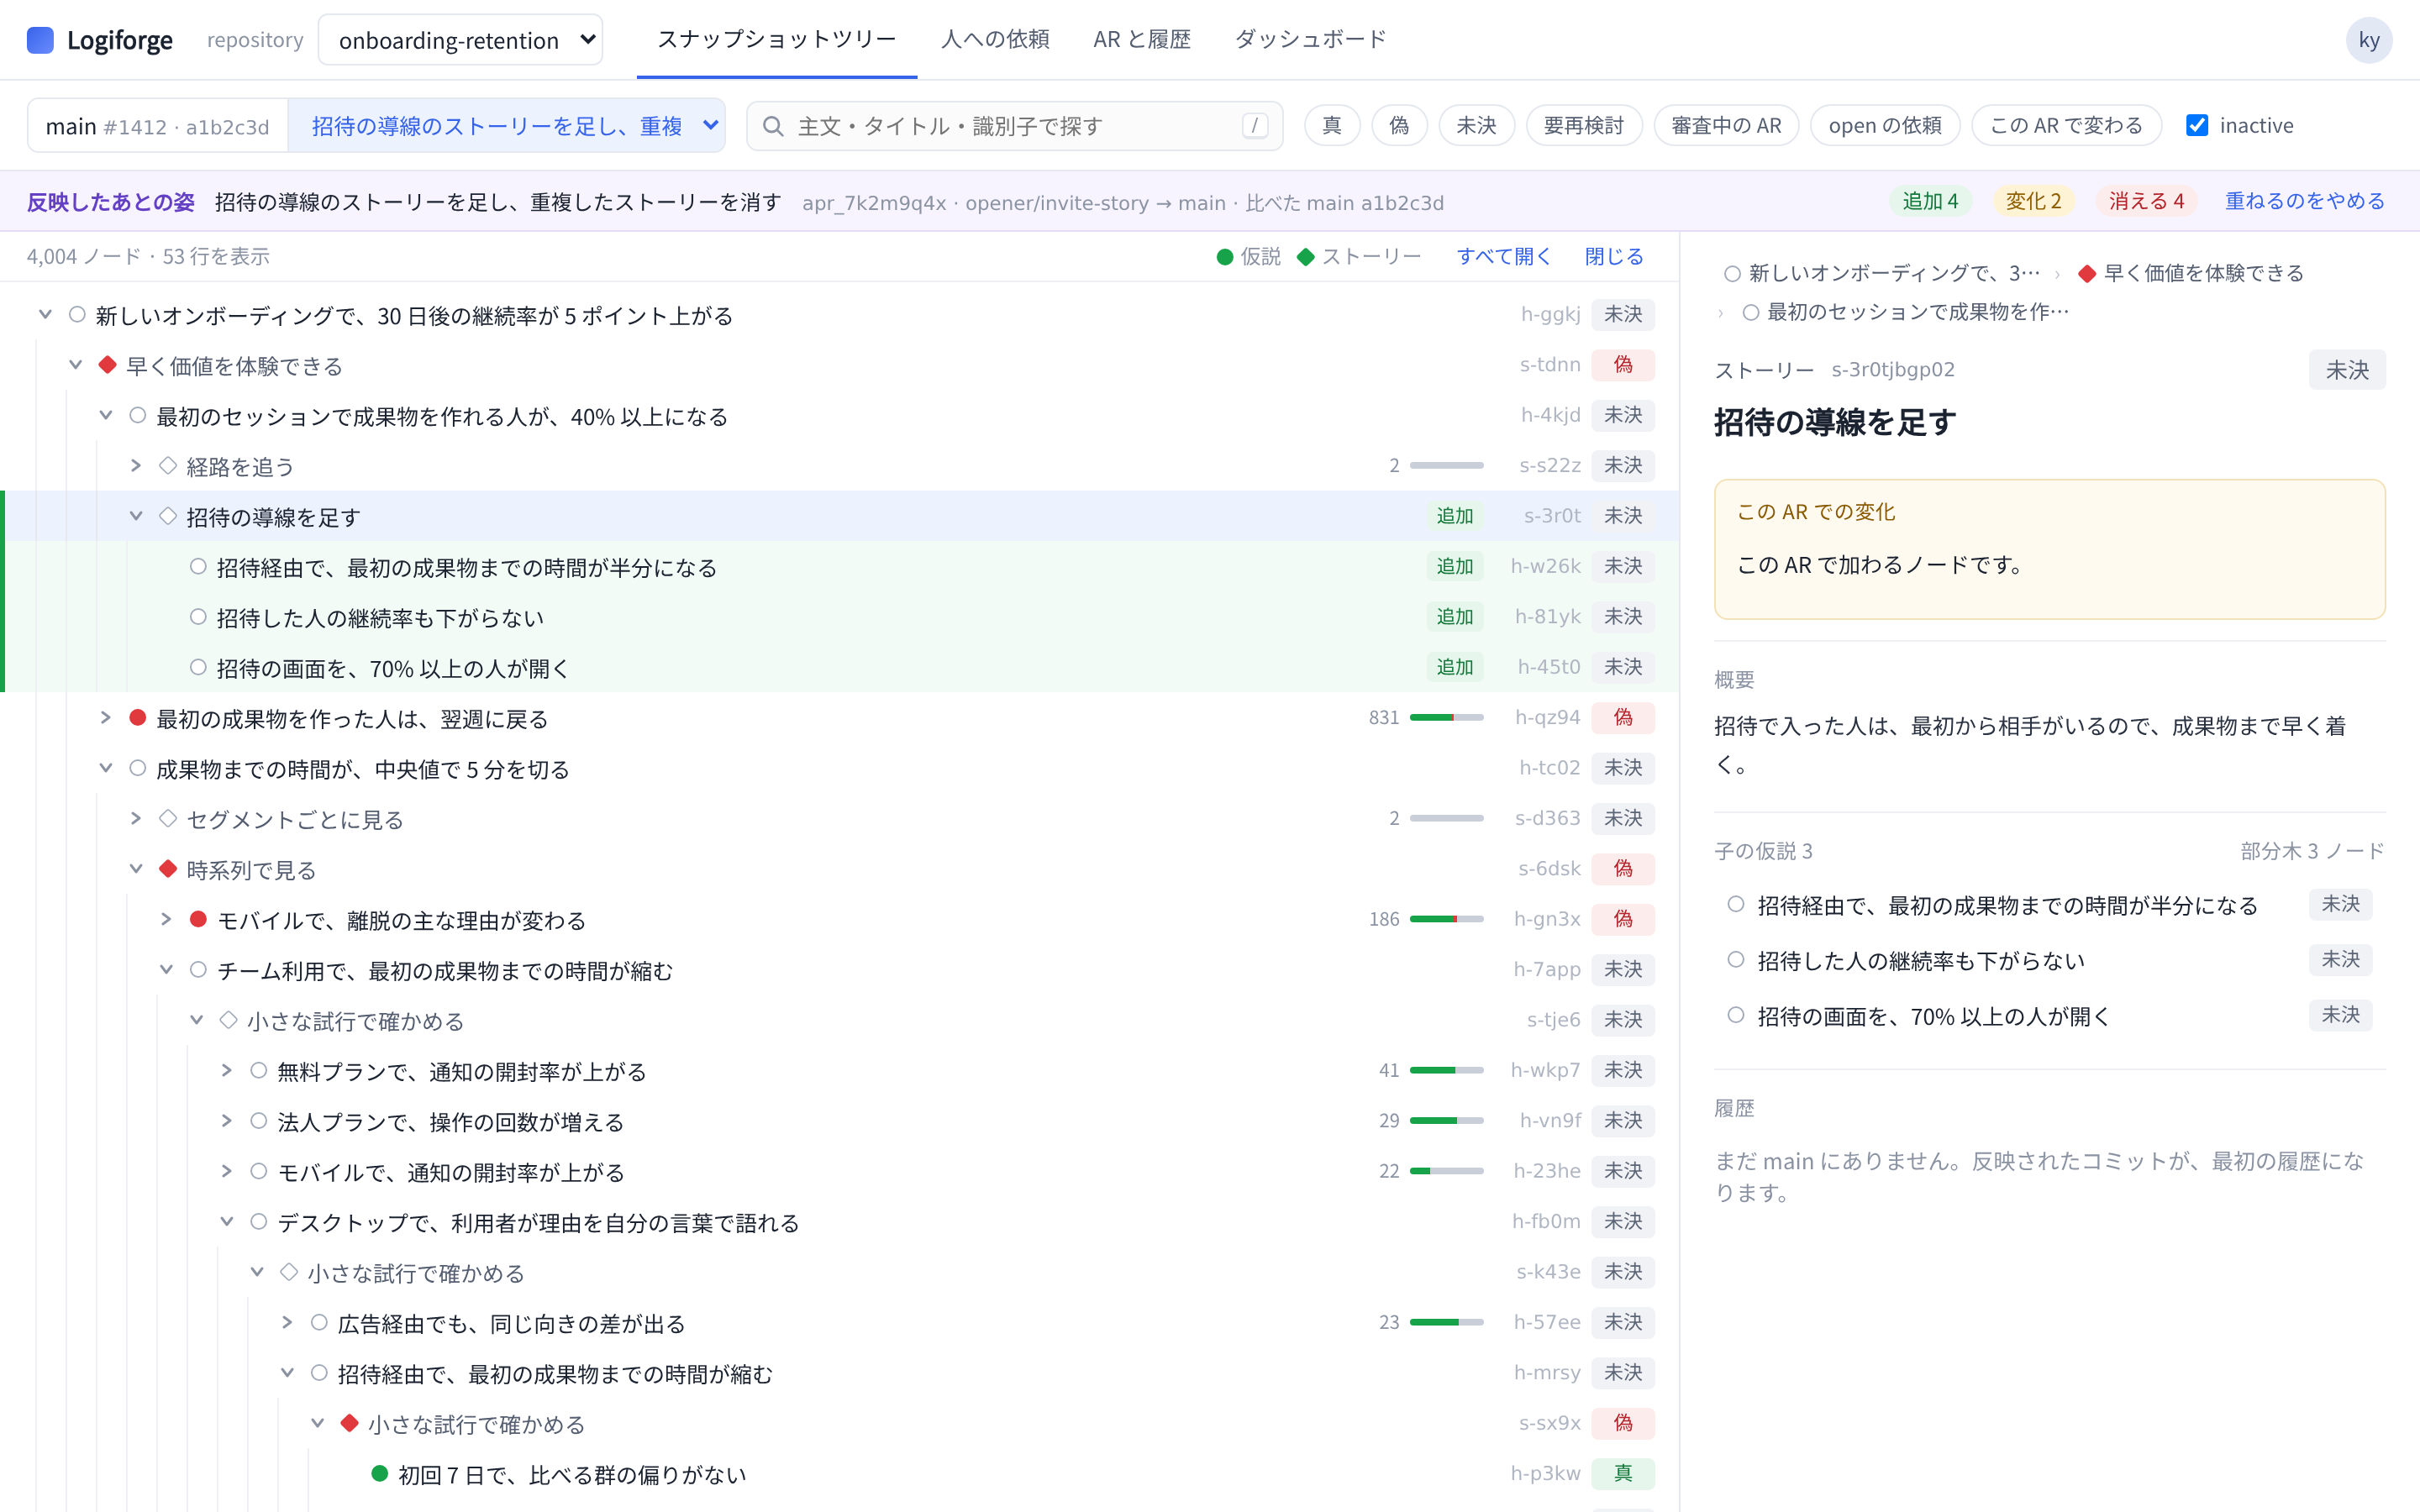 Logiforge repository onboarding-retention スナップショットツリー 人への依頼 AR と履歴 ダッシュボード ky
main #1412 · a1b2c3d 招待の導線のストーリーを足し、重複 主文・タイトル・識別子で探す / 真 偽 未決 要再検討 審査中の AR open の依頼 この AR で変わる inactive
反映したあとの姿 招待の導線のストーリーを足し、重複したストーリーを消す apr_7k2m9q4x · opener/invite-story → main · 比べた main a1b2c3d 追加 4 変化 2 消える 4 重ねるのをやめる
4,004 ノード · 53 行を表示 仮説 ストーリー すべて開く 閉じる
新しいオンボーディングで、30 日後の継続率が 5 ポイント上がる h-ggkj 未決
早く価値を体験できる s-tdnn 偽
最初のセッションで成果物を作れる人が、40% 以上になる h-4kjd 未決
経路を追う 2 s-s22z 未決
招待の導線を足す 追加 s-3r0t 未決
招待経由で、最初の成果物までの時間が半分になる 追加 h-w26k 未決
招待した人の継続率も下がらない 追加 h-81yk 未決
招待の画面を、70% 以上の人が開く 追加 h-45t0 未決
最初の成果物を作った人は、翌週に戻る 831 h-qz94 偽
成果物までの時間が、中央値で 5 分を切る h-tc02 未決
セグメントごとに見る 2 s-d363 未決
時系列で見る s-6dsk 偽
モバイルで、離脱の主な理由が変わる 186 h-gn3x 偽
チーム利用で、最初の成果物までの時間が縮む h-7app 未決
小さな試行で確かめる s-tje6 未決
無料プランで、通知の開封率が上がる 41 h-wkp7 未決
法人プランで、操作の回数が増える 29 h-vn9f 未決
モバイルで、通知の開封率が上がる 22 h-23he 未決
デスクトップで、利用者が理由を自分の言葉で語れる h-fb0m 未決
小さな試行で確かめる s-k43e 未決
広告経由でも、同じ向きの差が出る 23 h-57ee 未決
招待経由で、最初の成果物までの時間が縮む h-mrsy 未決
小さな試行で確かめる s-sx9x 偽
初回 7 日で、比べる群の偏りがない h-p3kw 真
新しいオンボーディングで、3… › 早く価値を体験できる
› 最初のセッションで成果物を作…
ストーリー s-3r0tjbgp02 未決
招待の導線を足す
この AR での変化
この AR で加わるノードです。
概要
招待で入った人は、最初から相手がいるので、成果物まで早く着
く。
子の仮説 3 部分木 3 ノード
招待経由で、最初の成果物までの時間が半分になる 未決
招待した人の継続率も下がらない 未決
招待の画面を、70% 以上の人が開く 未決
履歴
まだ main にありません。反映されたコミットが、最初の履歴にな
ります。